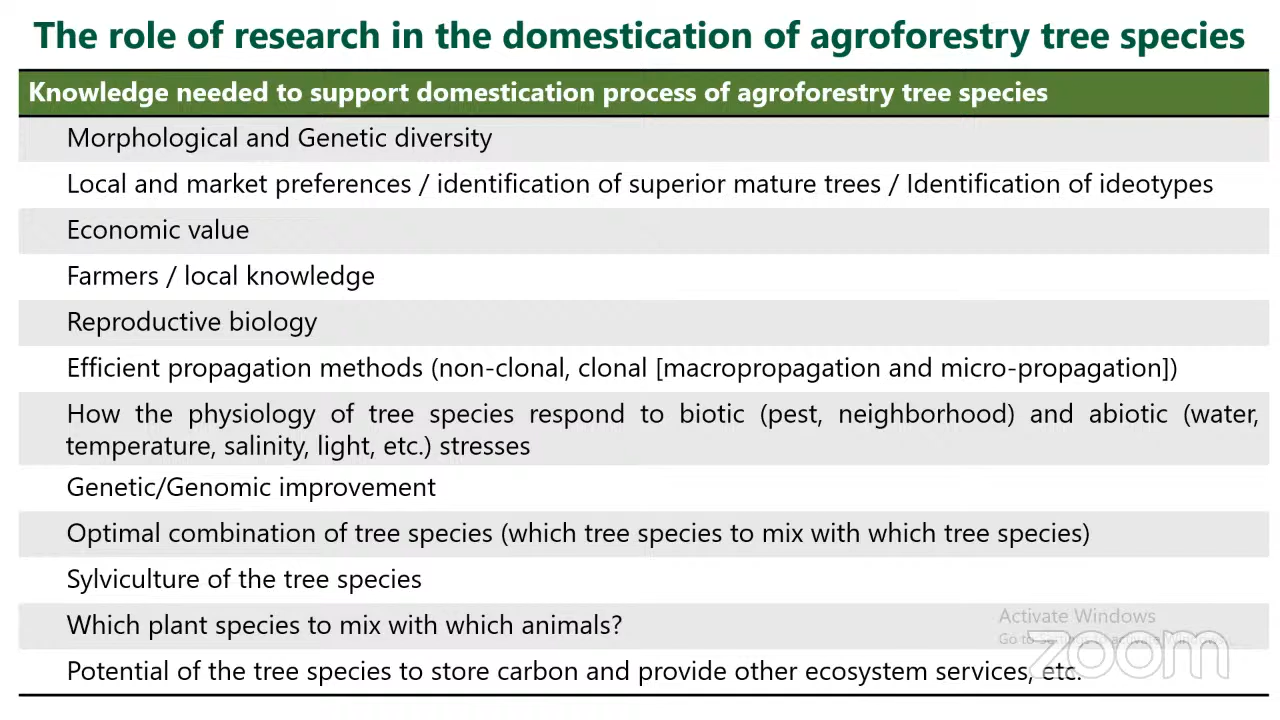 The role of research in the domestication of agroforestry tree species
Knowledge needed to support domestication process of agroforestry tree species
Morphological and Genetic diversity
Local and market preferences / identification of superior mature trees / Identification of ideotypes
Economic value
Farmers / local knowledge
Reproductive biology
Efficient propagation methods (non-clonal, clonal [macropropagation and micro-propagation])
How the physiology of tree species respond to biotic (pest, neighborhood) and abiotic (water,
temperature, salinity, light, etc.) stresses
Genetic/Genomic improvement
Optimal combination of tree species (which tree species to mix with which tree species)
Sylviculture of the tree species
Which plant species to mix with which animals?
Activate Windows
Go to Settings to activate Windows.
zoom
Potential of the tree species to store carbon and provide other ecosystem services, etc.